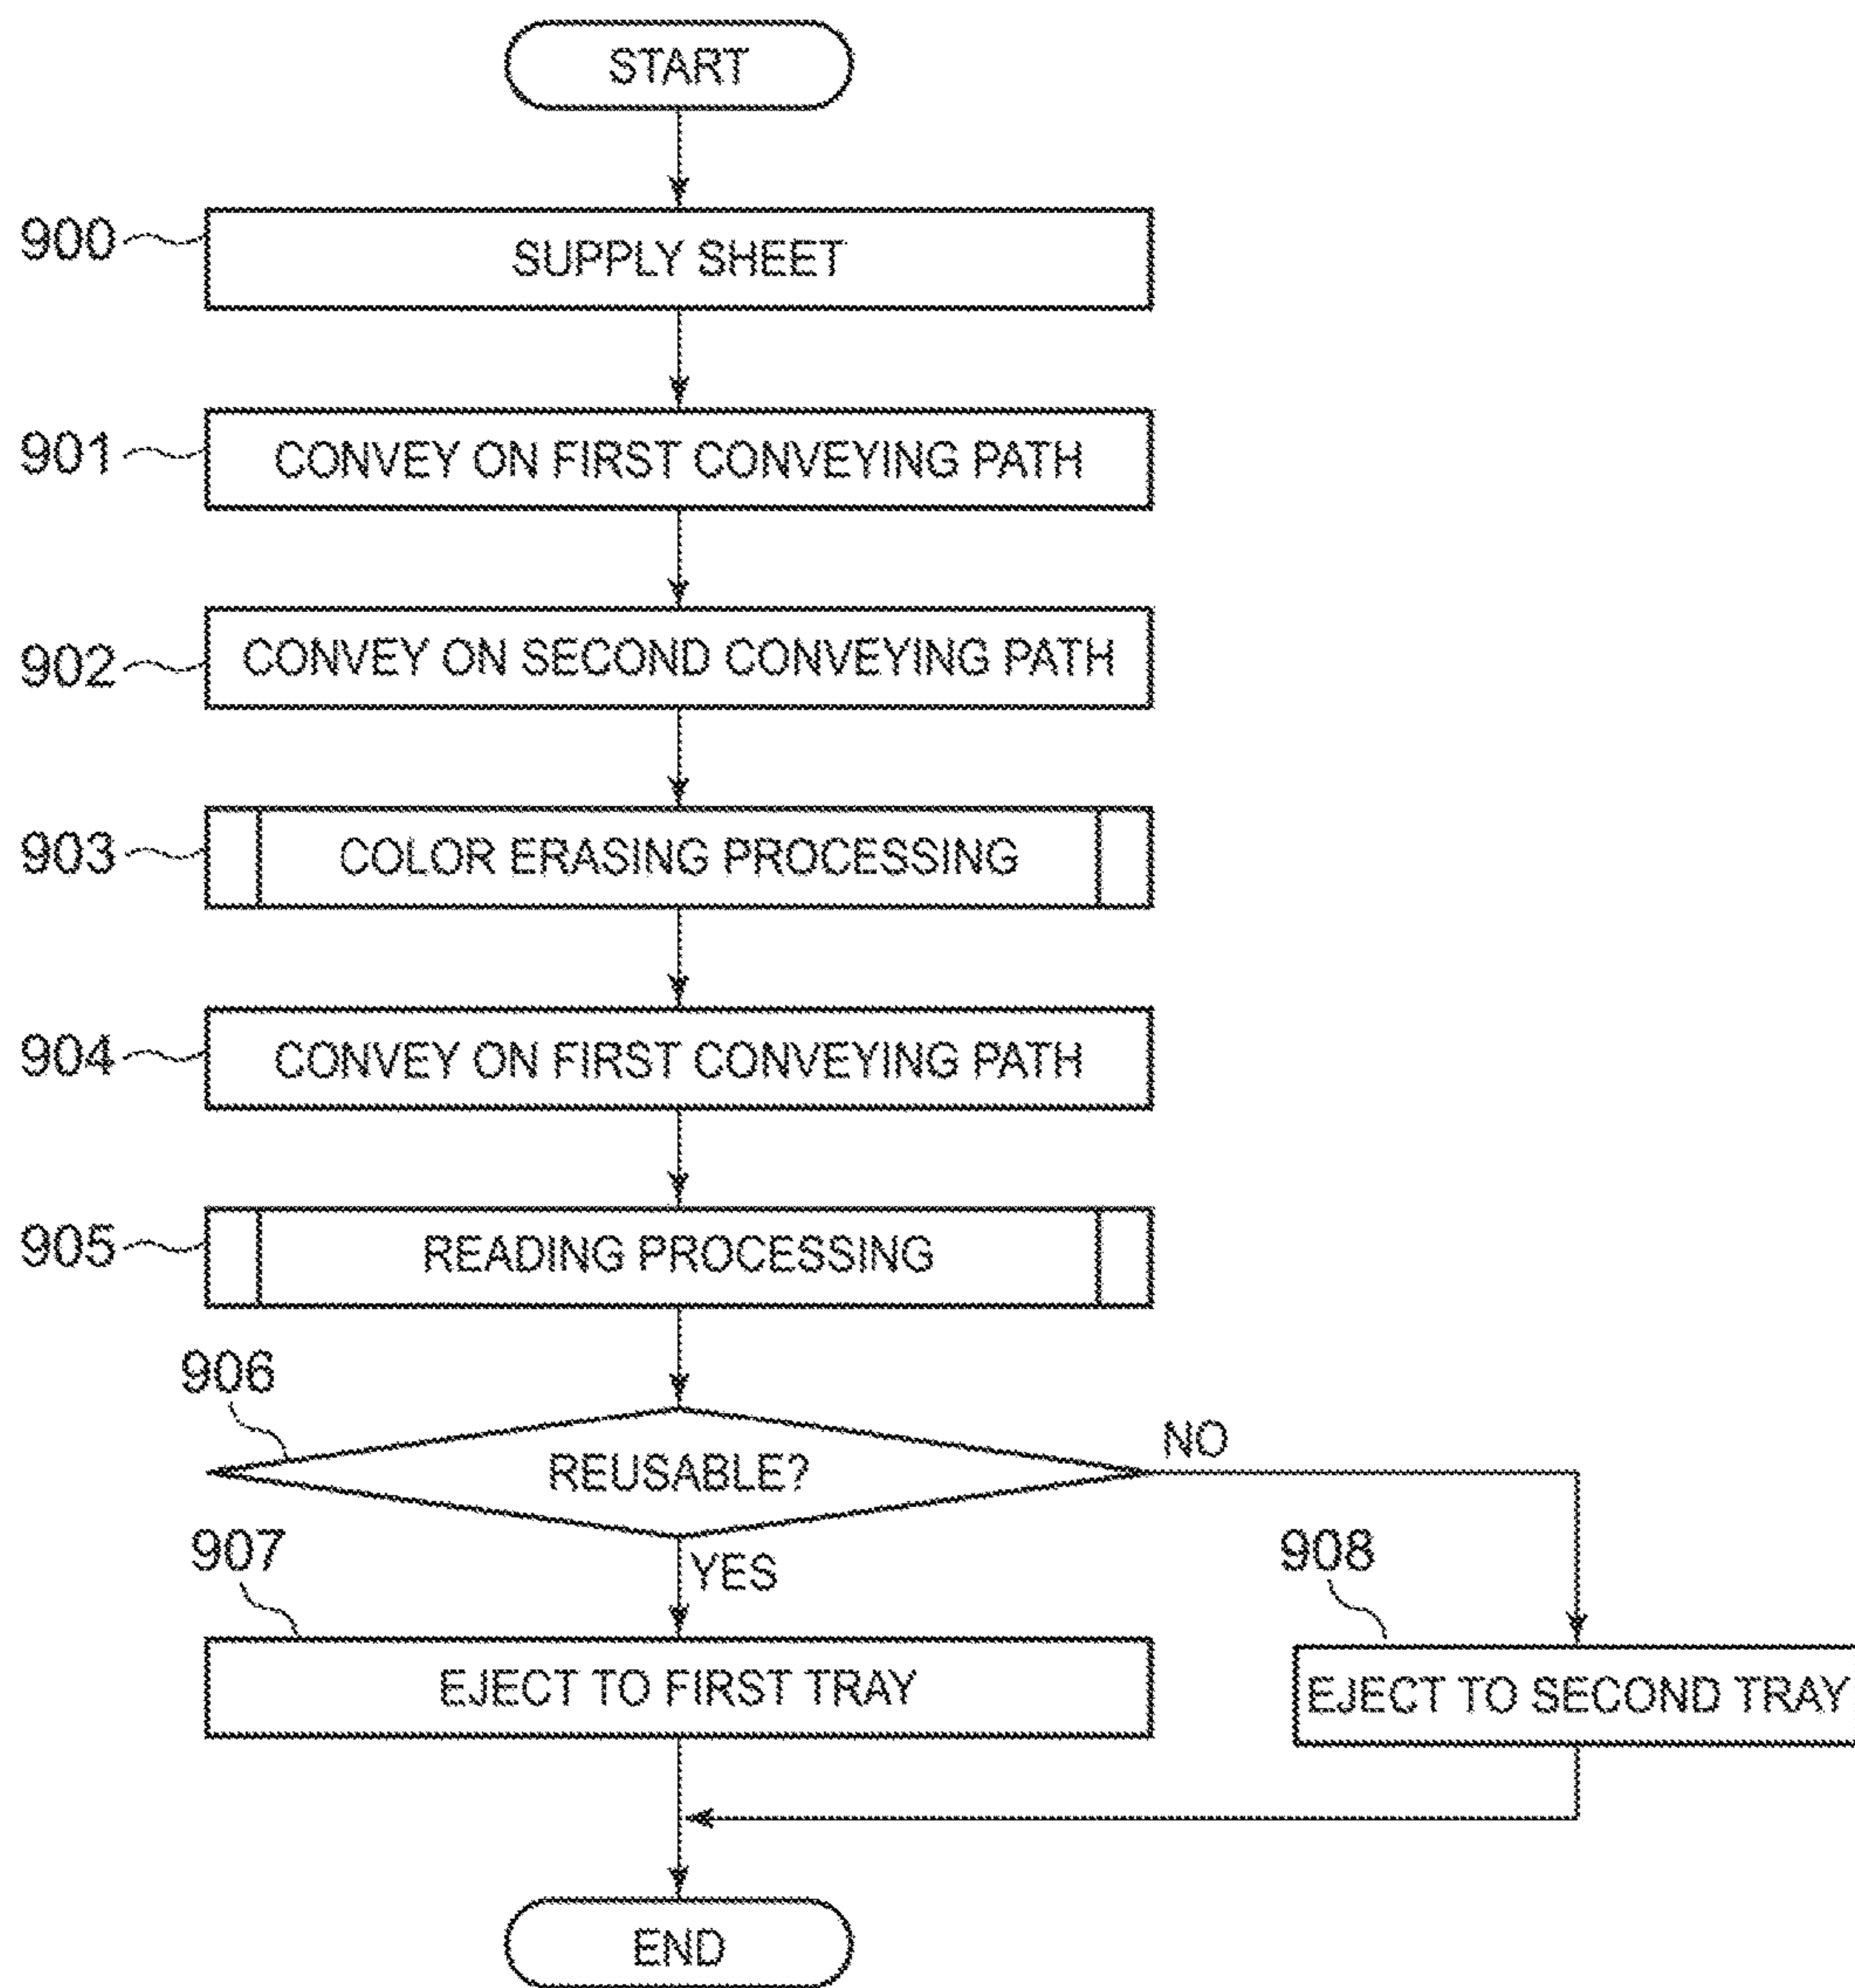 START
900
SUPPLY SHEET
901
CONVEY ON FIRST CONVEYING PATH
902
CONVEY ON SECOND CONVEYING PATH
903
COLOR ERASING PROCESSING
904
CONVEY ON FIRST CONVEYING PATH
905
READING PROCESSING
906
REUSABLE?
NO
YES
907
EJECT TO FIRST TRAY
908
EJECT TO SECOND TRAY
END